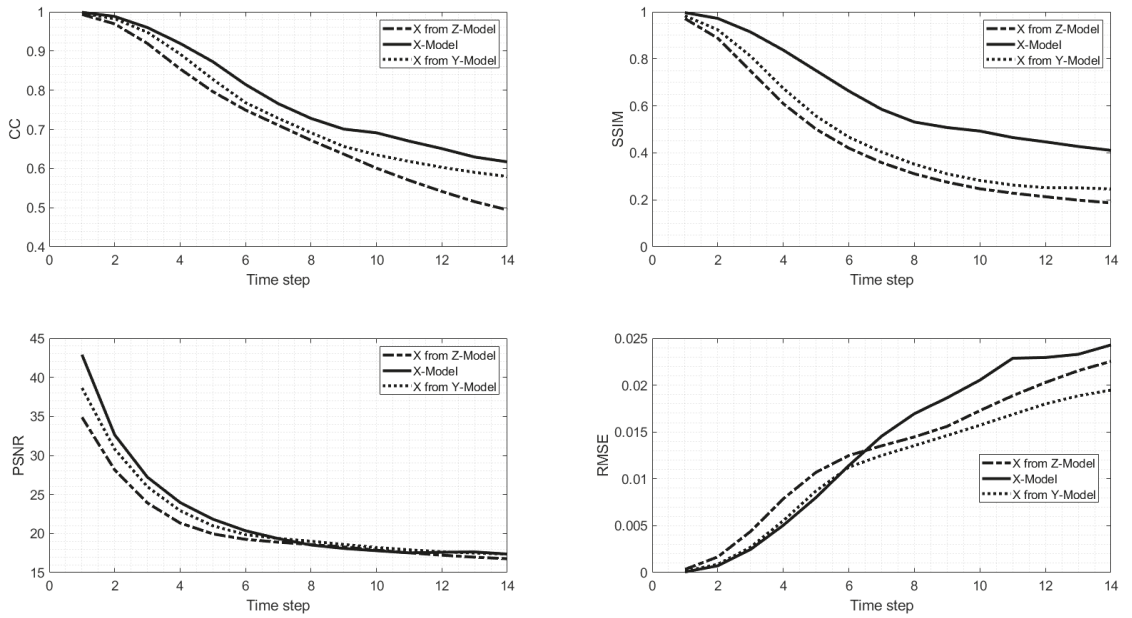 CC
1
0.9
0.8
0.7
0.6
0.5
0.4
0 2 4 6 8 10 12 14
Time step
X from Z-Model
X-Model
X from Y-Model
SSIM
1
0.8
0.6
0.4
0.2
0
0 2 4 6 8 10 12 14
Time step
X from Z-Model
X-Model
X from Y-Model
PSNR
45
40
35
30
25
20
15
0 2 4 6 8 10 12 14
Time step
X from Z-Model
X-Model
X from Y-Model
RMSE
0.025
0.02
0.015
0.01
0.005
0
0 2 4 6 8 10 12 14
Time step
X from Z-Model
X-Model
X from Y-Model